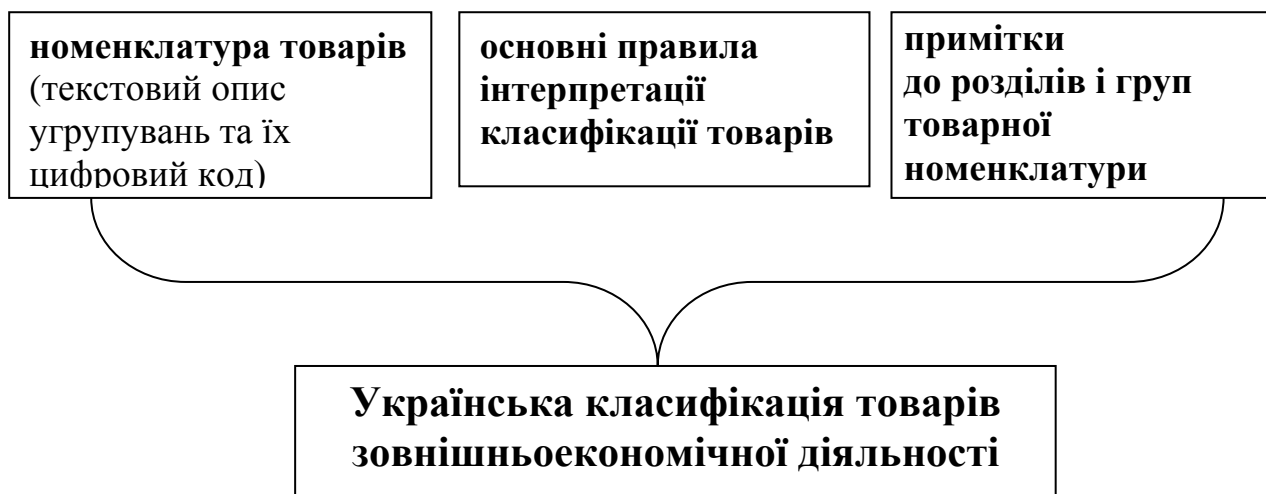 номенклатура товарів
(текстовий опис
угрупувань та їх
цифровий код)
основні правила
інтерпретації
класифікації товарів
примітки
до розділів і груп
товарної
номенклатури
Українська класифікація товарів
зовнішньоекономічної діяльності